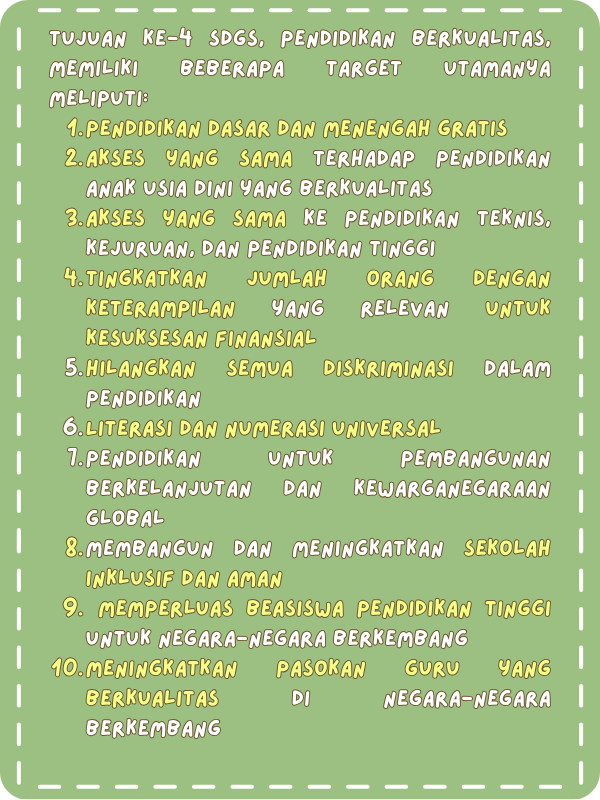 TUJUAN KE-4 SDGS, PENDIDIKAN BERKUALITAS,
MEMILIKI BEBERAPA TARGET UTAMANYA
MELIPUTI:
1. PENDIDIKAN DASAR DAN MENENGAH GRATIS
2. AKSES YANG SAMA TERHADAP PENDIDIKAN
ANAK USIA DINI YANG BERKUALITAS
3. AKSES YANG SAMA KE PENDIDIKAN TEKNIS,
KEJURUAN, DAN PENDIDIKAN TINGGI
4. TINGKATKAN JUMLAH ORANG DENGAN
KETERAMPILAN YANG RELEVAN UNTUK
KESUKSESAN FINANSIAL
5. HILANGKAN SEMUA DISKRIMINASI DALAM
PENDIDIKAN
6. LITERASI DAN NUMERASI UNIVERSAL
7. PENDIDIKAN UNTUK PEMBANGUNAN
BERKELANJUTAN DAN KEWARGANEGARAAN
GLOBAL
8. MEMBANGUN DAN MENINGKATKAN SEKOLAH
INKLUSIF DAN AMAN
9. MEMPERLUAS BEASISWA PENDIDIKAN TINGGI
UNTUK NEGARA-NEGARA BERKEMBANG
10. MENINGKATKAN PASOKAN GURU YANG
BERKUALITAS DI NEGARA-NEGARA
BERKEMBANG